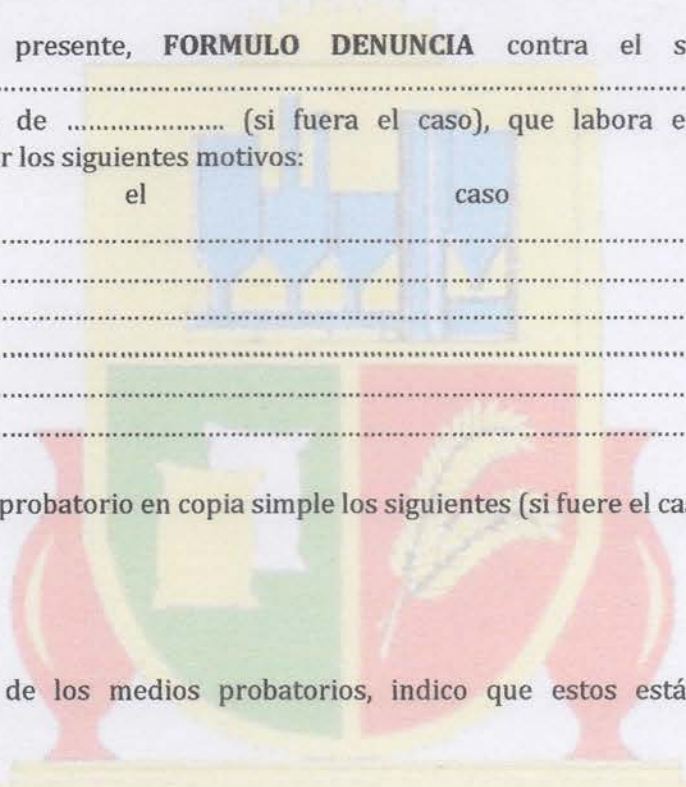 presente, FORMULO DENUNCIA contra el s
....................................................................................................
de ...................... (si fuera el caso), que labora e
r los siguientes motivos:
el caso
....................................................................................................
....................................................................................................
....................................................................................................
....................................................................................................
....................................................................................................
....................................................................................................
probatorio en copia simple los siguientes (si fuere el ca
de los medios probatorios, indico que estos está